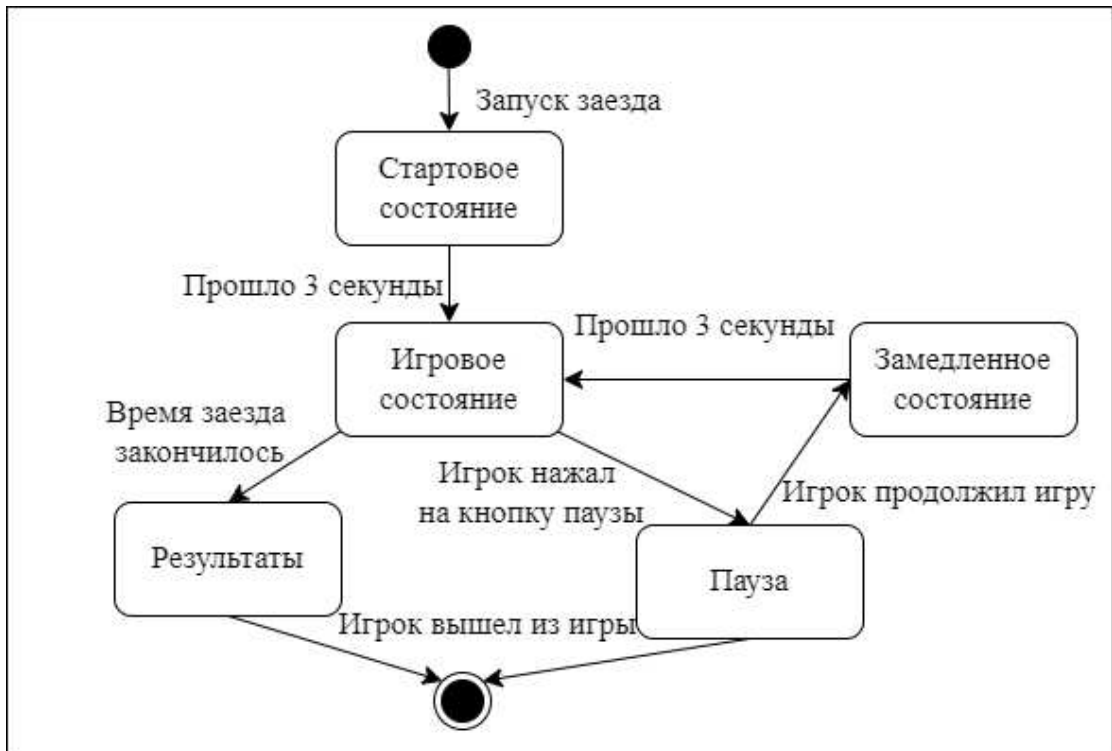 Запуск заезда
Стартовое
состояние
Прошло 3 секунды
Прошло 3 секунды
Игровое
состояние
Замедленное
состояние
Время заезда
закончилось
Игрок нажал
на кнопку паузы
Игрок продолжил игру
Результаты
Пауза
Игрок вышел из игры